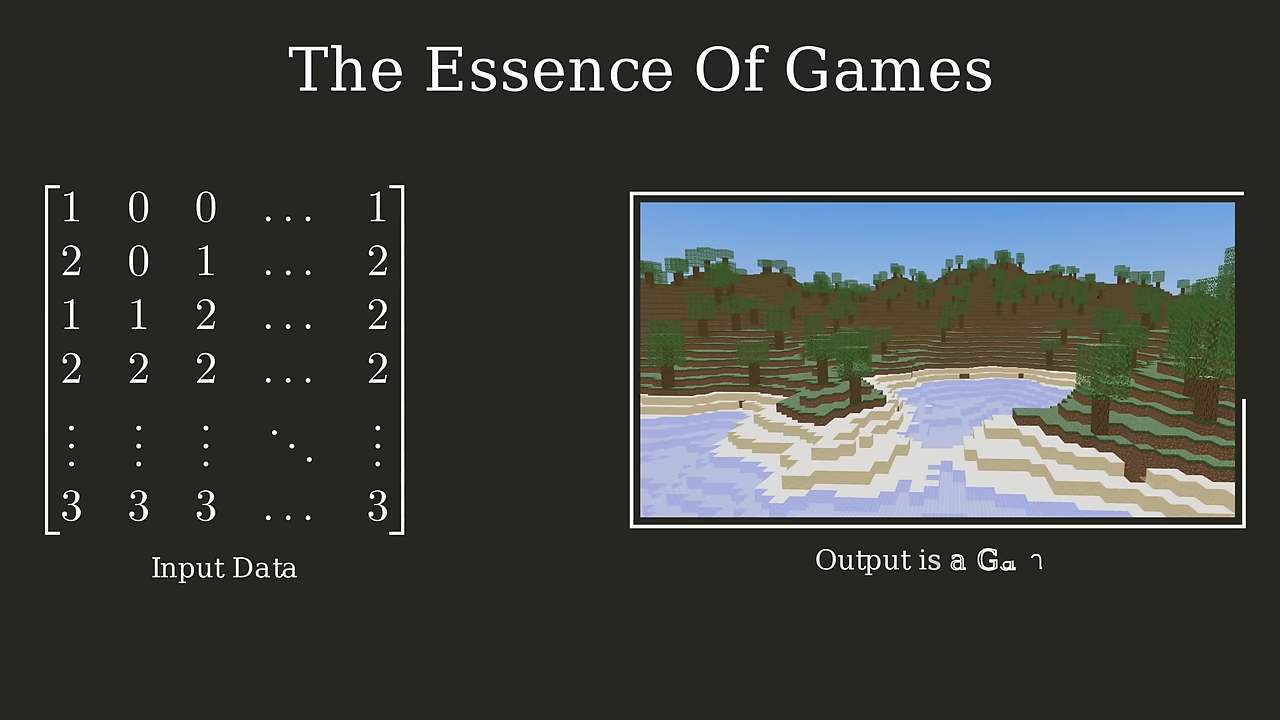 The Essence Of Games
1 0 0 ... 1
2 0 1 ... 2
1 1 2 ... 2
2 2 2 ... 2
⋮ ⋮ ⋮ ⋱ ⋮
3 3 3 ... 3
Input Data
Output is a